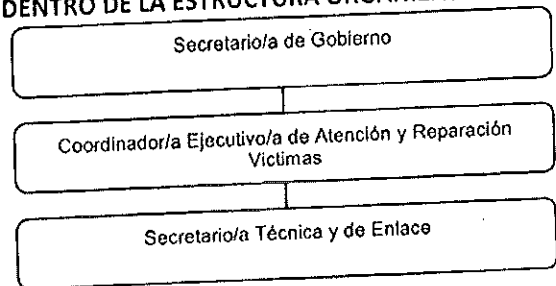 DENTRO DE LA ESTRUCTURA
Secretario/a de Gobierno
Coordinador/a Ejecutivo/a de Atención y Reparación
Victimas
Secretario/a Técnica y de Enlace